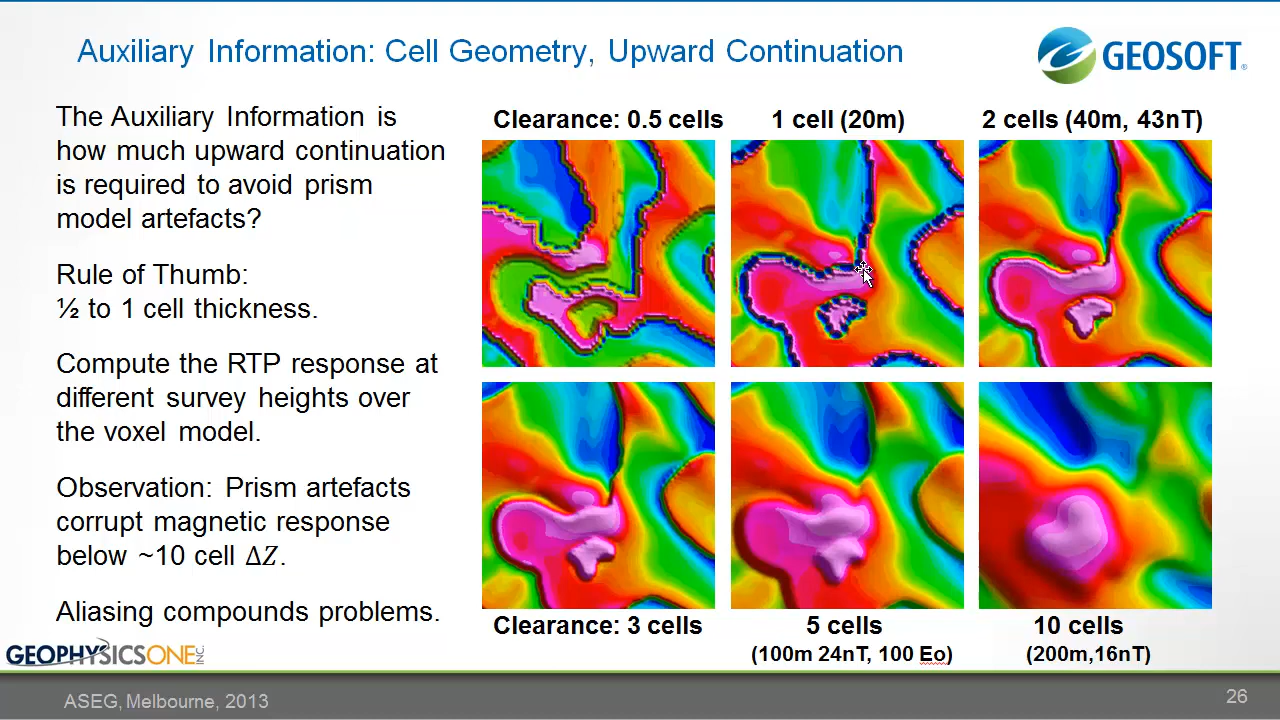 Auxiliary Information: Cell Geometry, Upward Continuation
GEOSOFT®
The Auxiliary Information is
how much upward continuation
is required to avoid prism
model artefacts?
Rule of Thumb:
½ to 1 cell thickness.
Compute the RTP response at
different survey heights over
the voxel model.
Observation: Prism artefacts
corrupt magnetic response
below ~10 cell ΔZ.
Aliasing compounds problems.
Clearance: 0.5 cells
1 cell (20m)
2 cells (40m, 43nT)
Clearance: 3 cells
5 cells
(100m 24nT, 100 Eo)
10 cells
(200m,16nT)
GEOPHYSICSONE INC.
ASEG, Melbourne, 2013
26